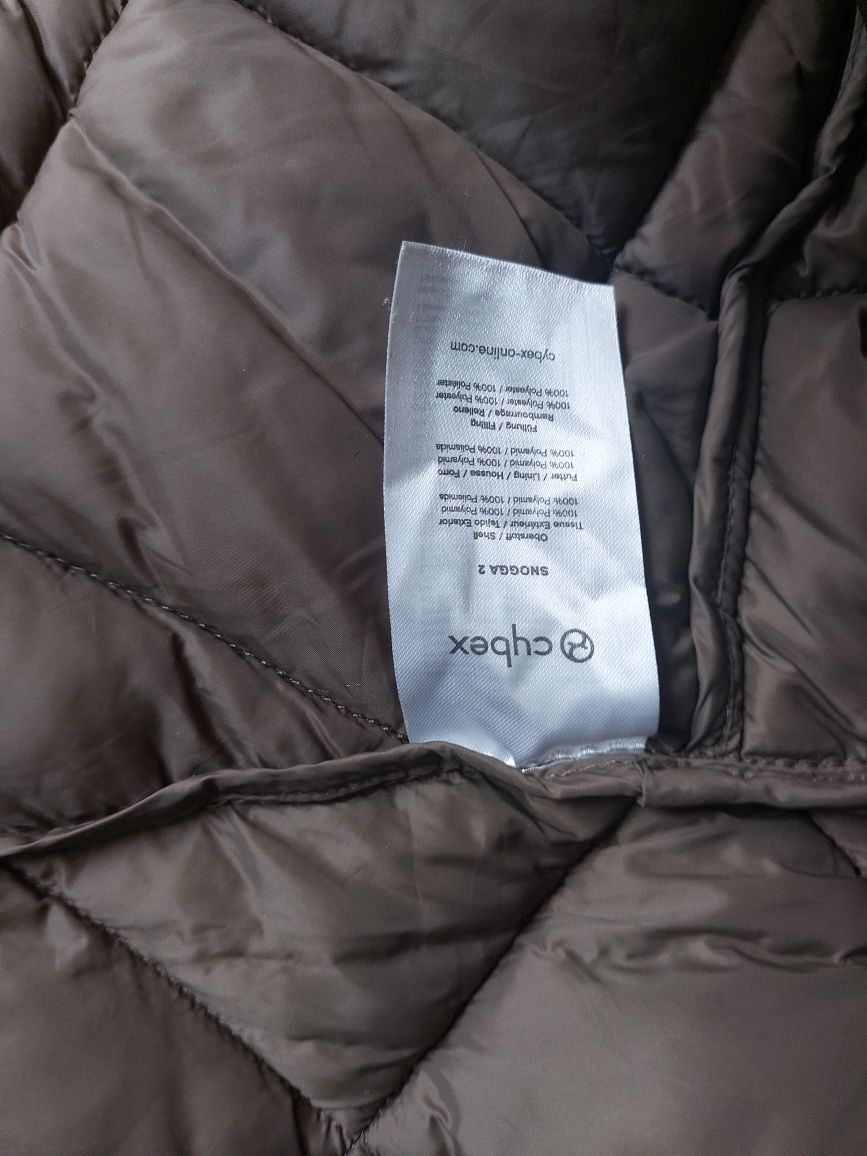 cybex
SNOGGA 2
Oberstoff / Shell
Tissue Extérieur / Tejido Exterior
100% Polyamid / 100% Polyamid
100% Polyamid / 100% Poliamida
Futter / Lining / Housse / Forro
100% Polyamid / 100% Polyamid
100% Polyamid / 100% Poliamida
Füllung / Filling
Rambourrage / Relleno
100% Polyester / 100% Polyester
100% Polyester / 100% Poliéster
cybex-online.com